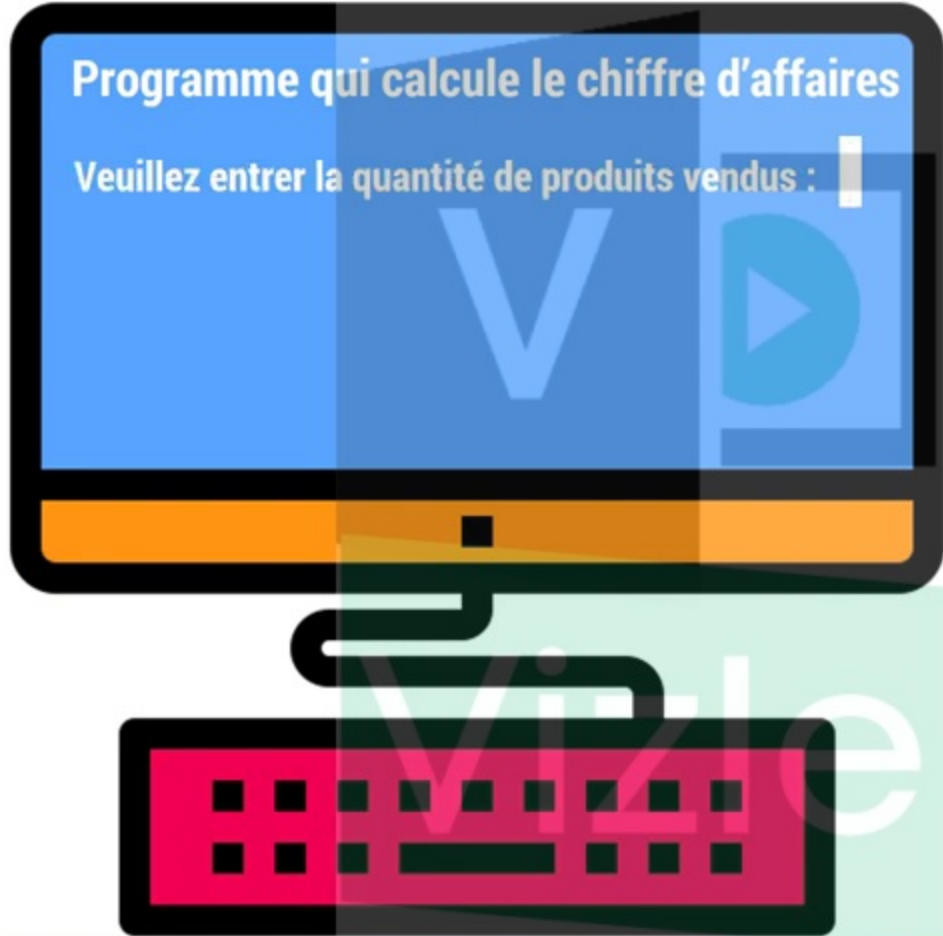 Programme qui calcule le chiffre d'affaires
Veuillez entrer la quantité de produits vendus :
V
Vizle